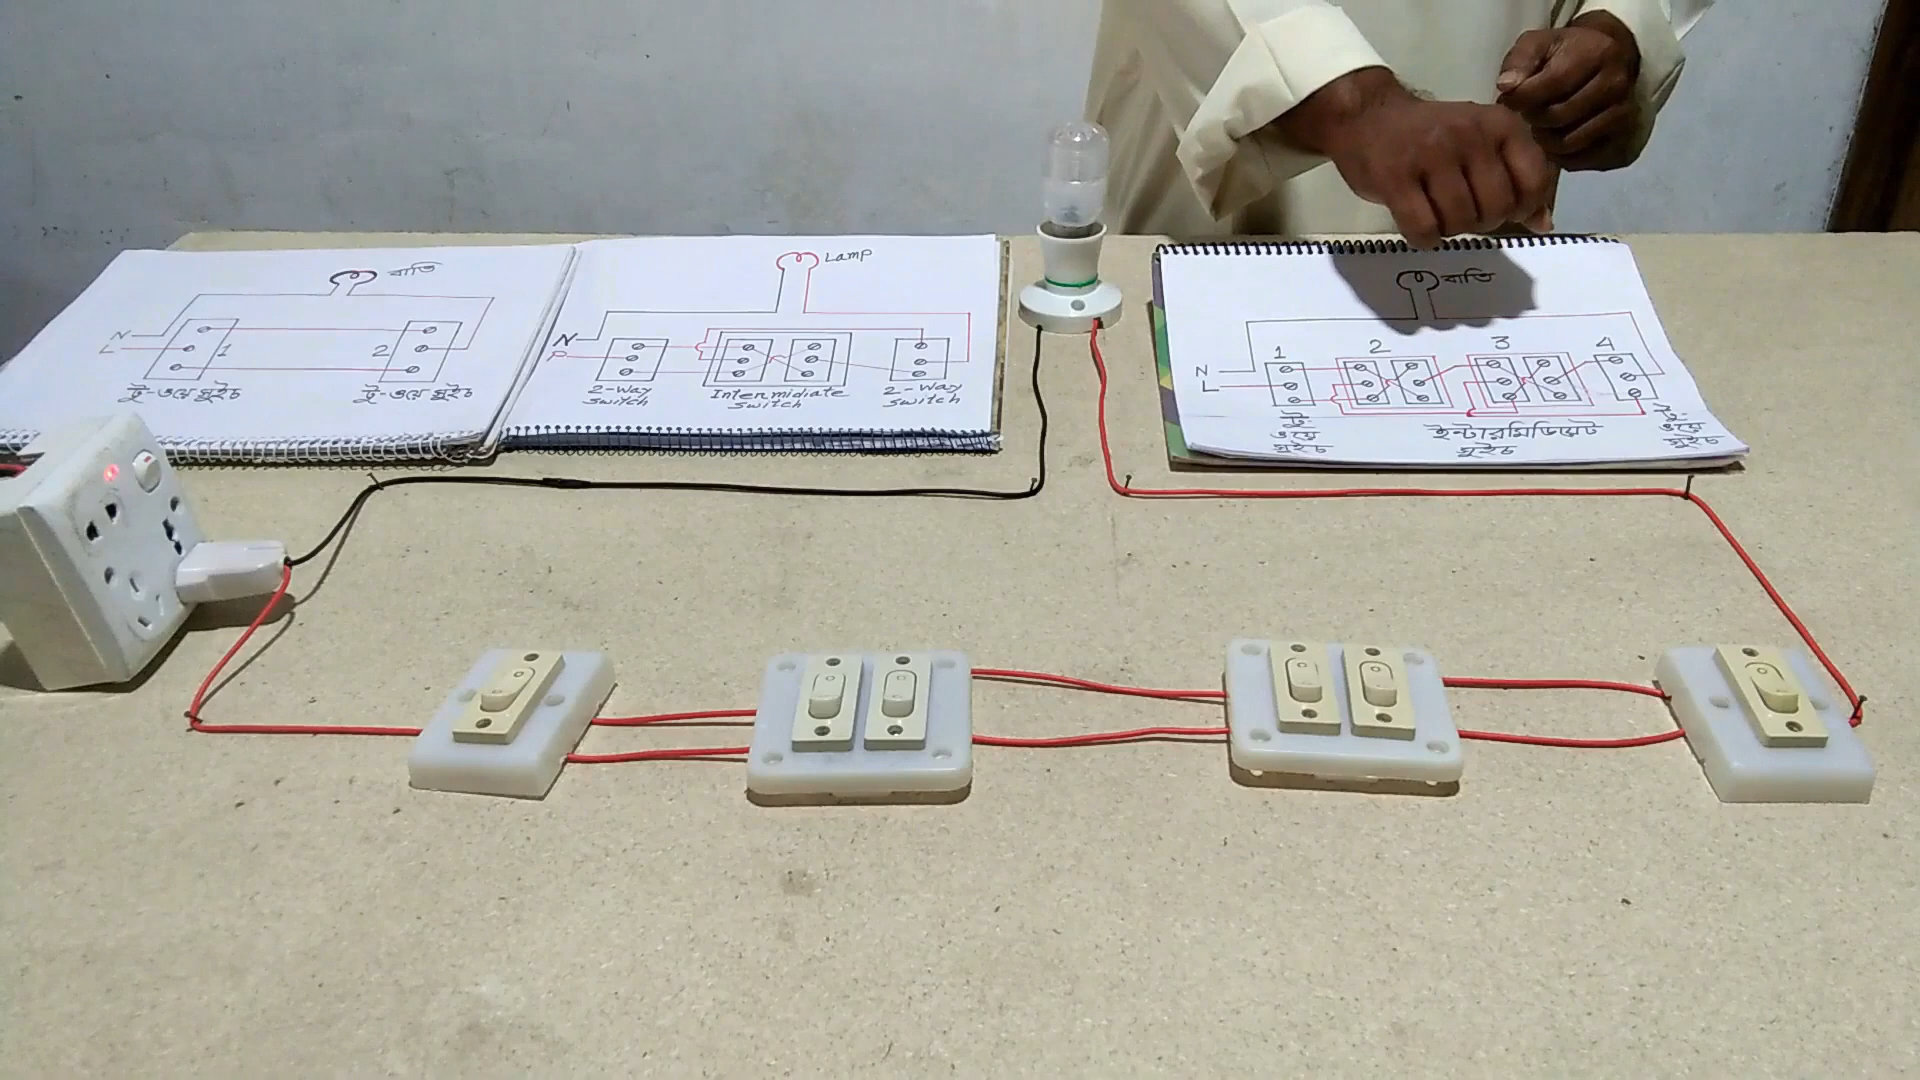 বাতি
N
L
1
2
টু-ওয়ে সুইচ
টু-ওয়ে সুইচ
Lamp
N
P
2-way
switch
Intermidiate
switch
2-way
switch
বাতি
1
2
3
4
N
L
টু
ওয়ে
সুইচ
ইন্টারমিডিয়েট
সুইচ
টু
ওয়ে
সুইচ